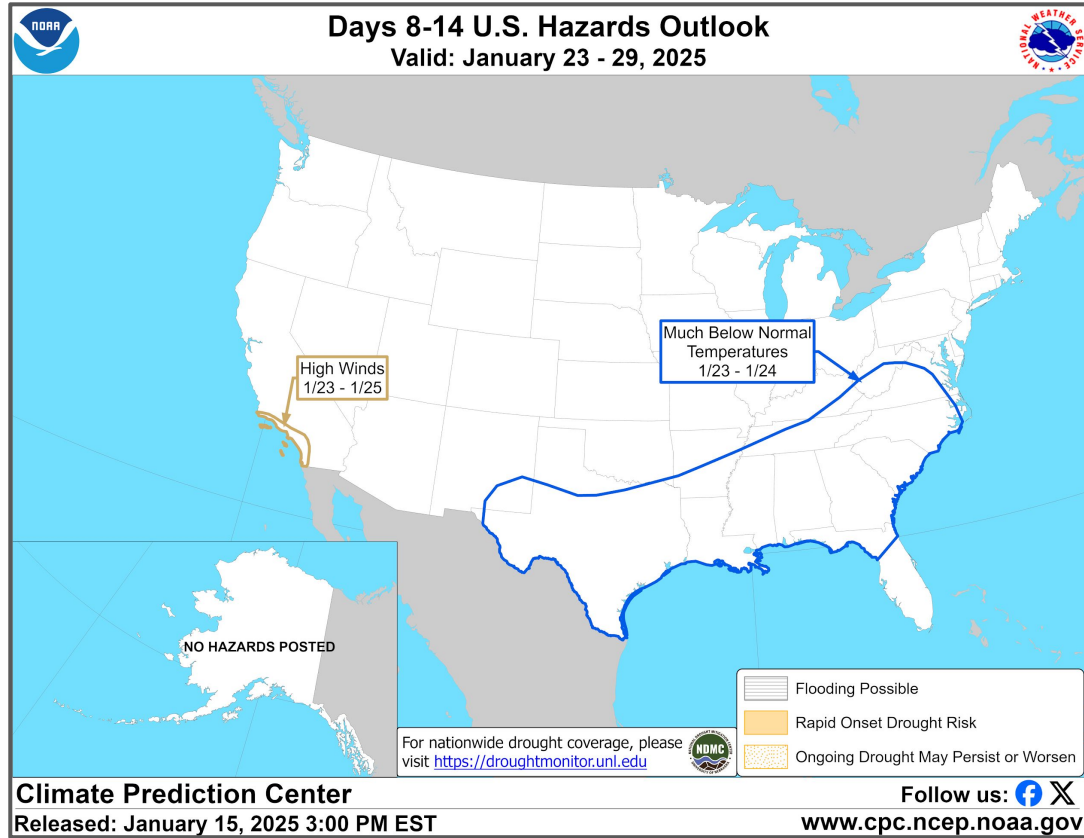 NOAA
Days 8-14 U.S. Hazards Outlook
Valid: January 23 - 29, 2025
NATIONAL WEATHER SERVICE
High Winds
1/23 - 1/25
Much Below Normal
Temperatures
1/23 - 1/24
NO HAZARDS POSTED
For nationwide drought coverage, please
visit https://droughtmonitor.unl.edu
NDMC
Flooding Possible
Rapid Onset Drought Risk
Ongoing Drought May Persist or Worsen
Climate Prediction Center
Released: January 15, 2025 3:00 PM EST
Follow us:
www.cpc.ncep.noaa.gov